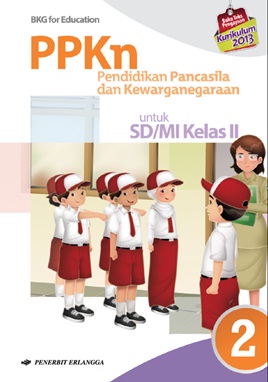 BKG for Education
Buku Teks
Pengayaan
Kurikulum
2013
PPKn
Pendidikan Pancasila
dan Kewarganegaraan
untuk
SD/MI Kelas II
2
PENERBIT ERLANGGA